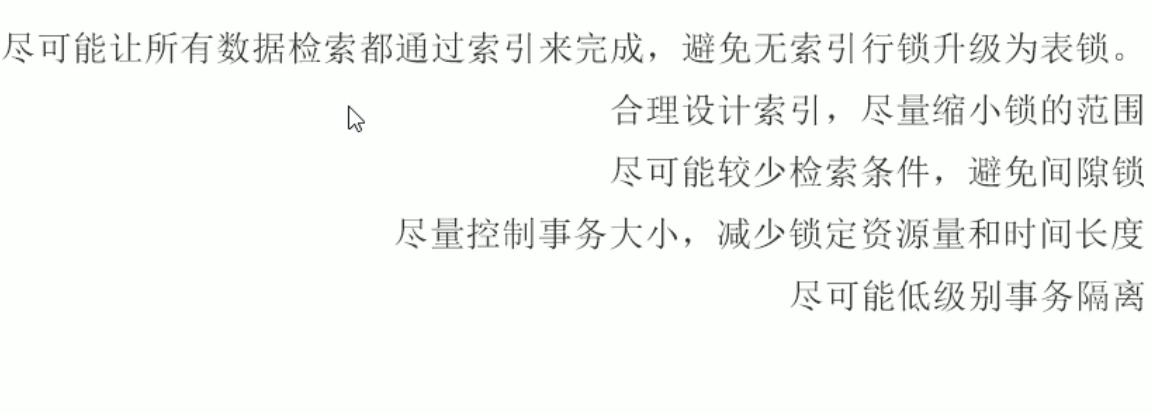 尽可能让所有数据检索都通过索引来完成，避免无索引行锁升级为表锁。
合理设计索引，尽量缩小锁的范围
尽可能较少检索条件，避免间隙锁
尽量控制事务大小，减少锁定资源量和时间长度
尽可能低级别事务隔离